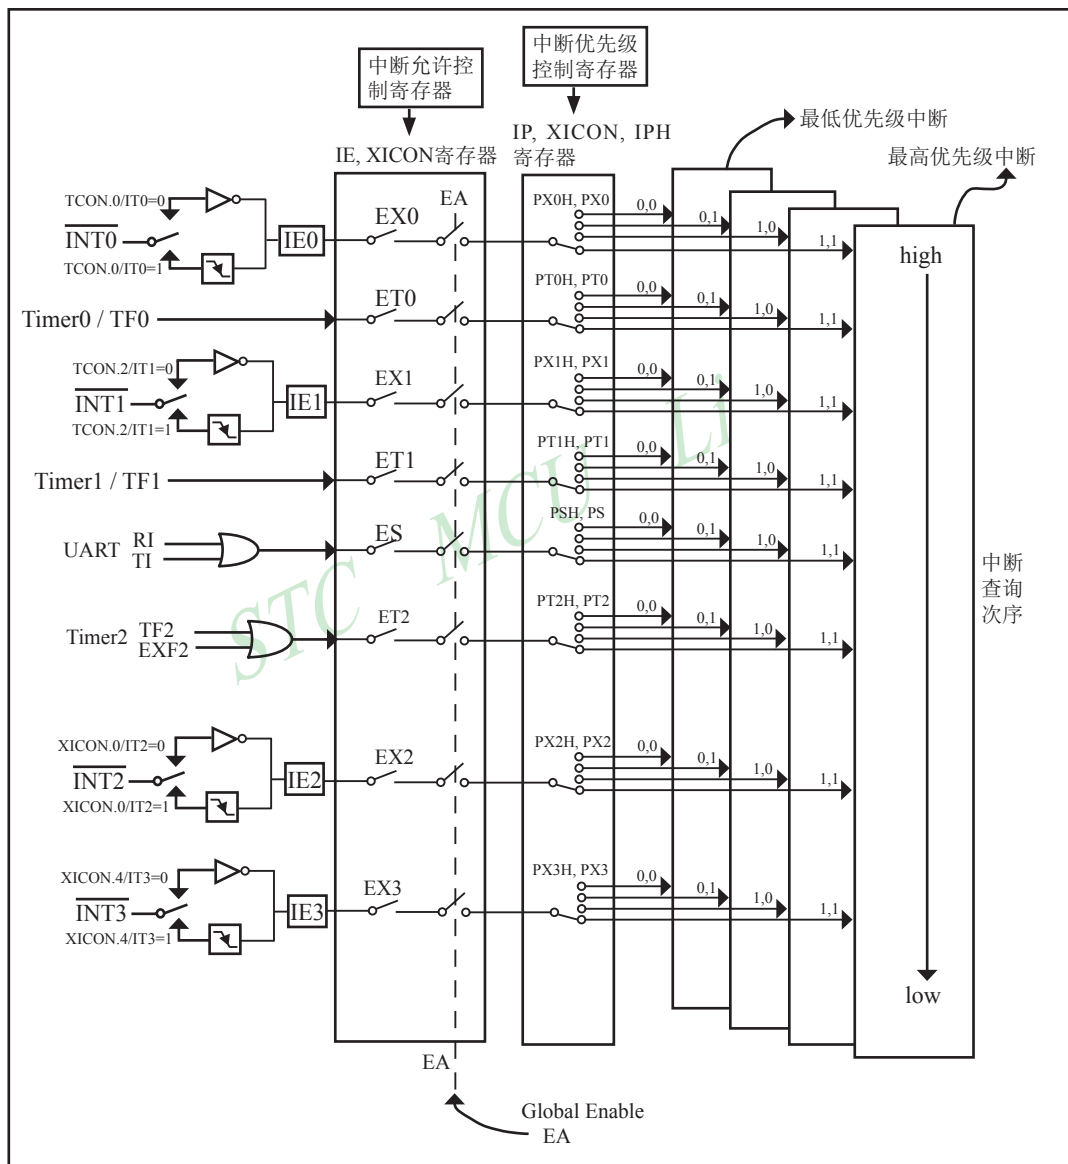 中断允许控
制寄存器
中断优先级
控制寄存器
IE, XICON寄存器
IP, XICON, IPH
寄存器
最低优先级中断
最高优先级中断
EA
TCON.0/IT0=0
INT0
TCON.0/IT0=1
IE0
EX0
PX0H, PX0
0,0
0,1
1,0
1,1
high
Timer0 / TF0
ET0
PT0H, PT0
0,0
0,1
1,0
1,1
TCON.2/IT1=0
INT1
TCON.2/IT1=1
IE1
EX1
PX1H, PX1
0,0
0,1
1,0
1,1
Timer1 / TF1
ET1
PT1H, PT1
0,0
0,1
1,0
1,1
UART
RI
TI
ES
PSH, PS
0,0
0,1
1,0
1,1
中断
查询
次序
Timer2
TF2
EXF2
ET2
PT2H, PT2
0,0
0,1
1,0
1,1
XICON.0/IT2=0
INT2
XICON.0/IT2=1
IE2
EX2
PX2H, PX2
0,0
0,1
1,0
1,1
XICON.4/IT3=0
INT3
XICON.4/IT3=1
IE3
EX3
PX3H, PX3
0,0
0,1
1,0
1,1
low
EA
Global Enable
EA
STC MCU Li